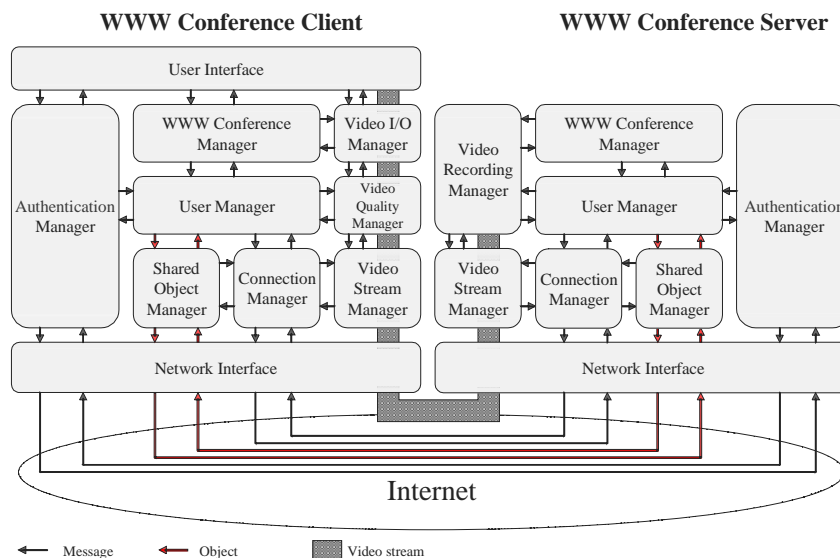 WWW Conference Client
WWW Conference Server
User Interface
WWW Conference
Manager
Video I/O
Manager
Authentication
Manager
User Manager
Video
Quality
Manager
Shared
Object
Manager
Connection
Manager
Video
Stream
Manager
Network Interface
Video
Recording
Manager
WWW Conference
Manager
User Manager
Authentication
Manager
Video
Stream
Manager
Connection
Manager
Shared
Object
Manager
Network Interface
Internet
Message
Object
Video stream